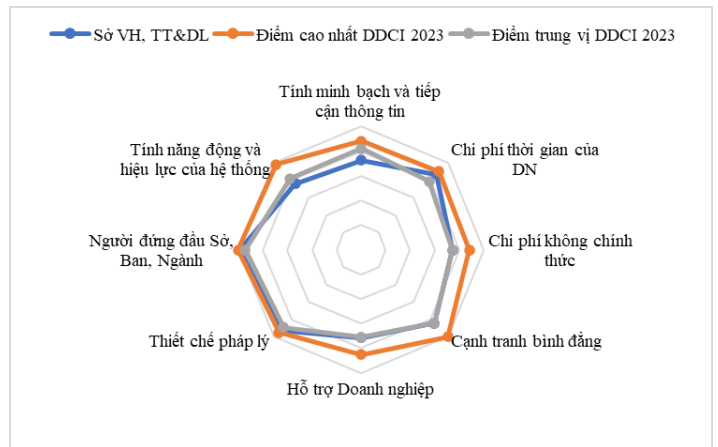 Sở VH, TT&DL Điểm cao nhất DDCI 2023 Điểm trung vị DDCI 2023
Tính minh bạch và tiếp
cận thông tin
Chi phí thời gian của
DN
Chi phí không chính
thức
Cạnh tranh bình đẳng
Hỗ trợ Doanh nghiệp
Thiết chế pháp lý
Người đứng đầu Sở,
Ban, Ngành
Tính năng động và
hiệu lực của hệ thống